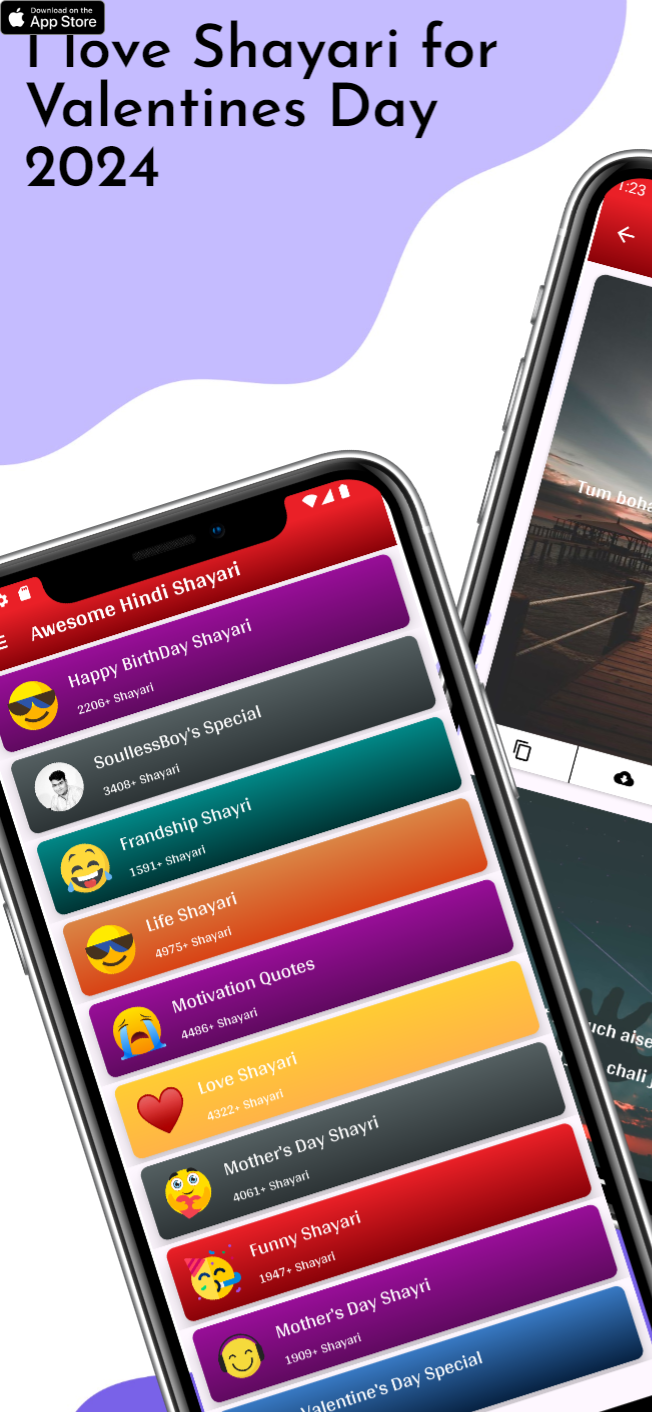 Download on the
App Store
I love Shayari for
Valentines Day
2024
1:23
Tum
Awesome Hindi Shayari
Happy BirthDay Shayari
2206+ Shayari
SoullessBoy's Special
3408+ Shayari
Frandship Shayri
1591+ Shayari
Life Shayari
4975+ Shayari
Motivation Quotes
4486+ Shayari
Love Shayari
4322+ Shayari
Mother's Day Shayri
4061+ Shayari
Funny Shayari
1947+ Shayari
Mother's Day Shayri
1909+ Shayari
Valentine's Day Special
aise
chali